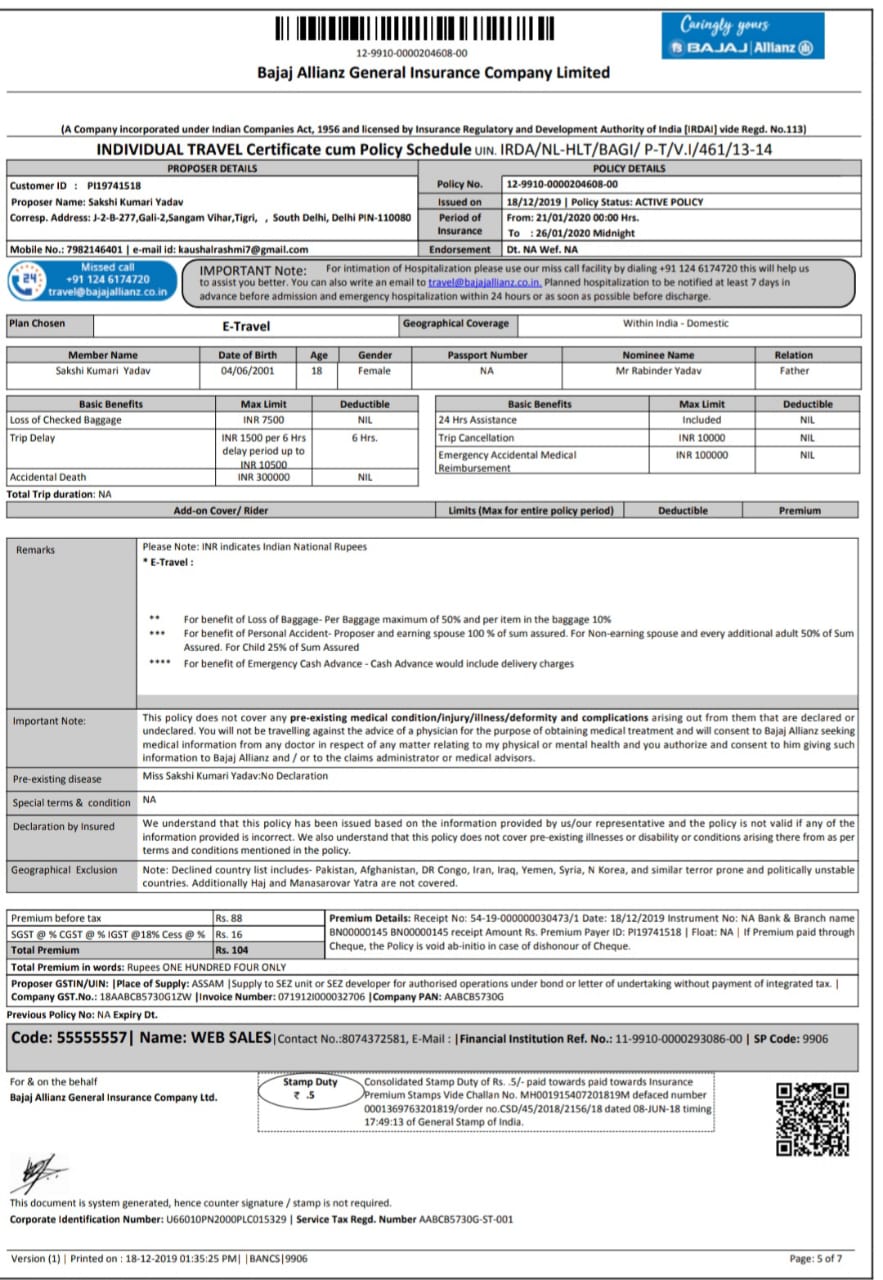 12-9910-0000204608-00
Caringly yours
BAJAJ | Allianz
Bajaj Allianz General Insurance Company Limited
(A Company incorporated under Indian Companies Act, 1956 and licensed by Insurance Regulatory and Development Authority of India [IRDAI] vide Regd. No.113)
INDIVIDUAL TRAVEL Certificate cum Policy Schedule UIN. IRDA/NL-HLT/BAGI/ P-T/V.I/461/13-14
PROPOSER DETAILS
Customer ID : PI19741518
Proposer Name: Sakshi Kumari Yadav
Corresp. Address: J-2-B-277,Gali-2,Sangam Vihar,Tigri, , South Delhi, Delhi PIN-110080
Mobile No.: 7982146401 | e-mail id: kaushalrashmi7@gmail.com
POLICY DETAILS
Policy No. 12-9910-0000204608-00
Issued on 18/12/2019 | Policy Status: ACTIVE POLICY
Period of Insurance From: 21/01/2020 00:00 Hrs.
To : 26/01/2020 Midnight
Endorsement Dt. NA Wef. NA
24
Missed call
+91 124 6174720
travel@bajajallianz.co.in
IMPORTANT Note: For intimation of Hospitalization please use our miss call facility by dialing +91 124 6174720 this will help us
to assist you better. You can also write an email to travel@bajajallianz.co.in. Planned hospitalization to be notified at least 7 days in
advance before admission and emergency hospitalization within 24 hours or as soon as possible before discharge.
Plan Chosen E-Travel Geographical Coverage Within India - Domestic
Member Name Date of Birth Age Gender Passport Number Nominee Name Relation
Sakshi Kumari Yadav 04/06/2001 18 Female NA Mr Rabinder Yadav Father
Basic Benefits Max Limit Deductible
Loss of Checked Baggage INR 7500 NIL
Trip Delay INR 1500 per 6 Hrs 6 Hrs.
delay period up to
INR 10500
Accidental Death INR 300000 NIL
Basic Benefits Max Limit Deductible
24 Hrs Assistance Included NIL
Trip Cancellation INR 10000 NIL
Emergency Accidental Medical INR 100000 NIL
Reimbursement
Total Trip duration: NA
Add-on Cover/ Rider Limits (Max for entire policy period) Deductible Premium
Remarks Please Note: INR indicates Indian National Rupees
* E-Travel :
** For benefit of Loss of Baggage- Per Baggage maximum of 50% and per item in the baggage 10%
*** For benefit of Personal Accident- Proposer and earning spouse 100 % of sum assured. For Non-earning spouse and every additional adult 50% of Sum
Assured. For Child 25% of Sum Assured
**** For benefit of Emergency Cash Advance - Cash Advance would include delivery charges
Important Note: This policy does not cover any pre-existing medical condition/injury/illness/deformity and complications arising out from them that are declared or
undeclared. You will not be travelling against the advice of a physician for the purpose of obtaining medical treatment and will consent to Bajaj Allianz seeking
medical information from any doctor in respect of any matter relating to my physical or mental health and you authorize and consent to him giving such
information to Bajaj Allianz and / or to the claims administrator or medical advisors.
Pre-existing disease Miss Sakshi Kumari Yadav:No Declaration
Special terms & condition NA
Declaration by Insured We understand that this policy has been issued based on the information provided by us/our representative and the policy is not valid if any of the
information provided is incorrect. We also understand that this policy does not cover pre-existing illnesses or disability or conditions arising there from as per
terms and conditions mentioned in the policy.
Geographical Exclusion Note: Declined country list includes- Pakistan, Afghanistan, DR Congo, Iran, Iraq, Yemen, Syria, N Korea, and similar terror prone and politically unstable
countries. Additionally Haj and Manasarovar Yatra are not covered.
Premium before tax Rs. 88
SGST @ % CGST @ % IGST @18% Cess @ % Rs. 16
Total Premium Rs. 104
Premium Details: Receipt No: 54-19-000000030473/1 Date: 18/12/2019 Instrument No: NA Bank & Branch name
BN00000145 BN00000145 receipt Amount Rs. Premium Payer ID: PI19741518 | Float: NA | If Premium paid through
Cheque, the Policy is void ab-initio in case of dishonour of Cheque.
Total Premium in words: Rupees ONE HUNDRED FOUR ONLY
Proposer GSTIN/UIN: |Place of Supply: ASSAM |Supply to SEZ unit or SEZ developer for authorised operations under bond or letter of undertaking without payment of integrated tax. |
Company GST.No.: 18AABCB5730G1ZW |Invoice Number: 071912I000032706 |Company PAN: AABCB5730G
Previous Policy No: NA Expiry Dt.
Code: 55555557| Name: WEB SALES|Contact No.:8074372581, E-Mail : |Financial Institution Ref. No.: 11-9910-0000293086-00 | SP Code: 9906
For & on the behalf
Bajaj Allianz General Insurance Company Ltd.
Stamp Duty
₹ .5
Consolidated Stamp Duty of Rs. .5/- paid towards paid towards Insurance
Premium Stamps Vide Challan No. MH001915407201819M defaced number
0001369763201819/order no.CSD/45/2018/2156/18 dated 08-JUN-18 timing
17:49:13 of General Stamp of India.
This document is system generated, hence counter signature / stamp is not required.
Corporate Identification Number: U66010PN2000PLC015329 | Service Tax Regd. Number AABCB5730G-ST-001
Version (1) | Printed on : 18-12-2019 01:35:25 PM| |BANCS|9906
Page: 5 of 7